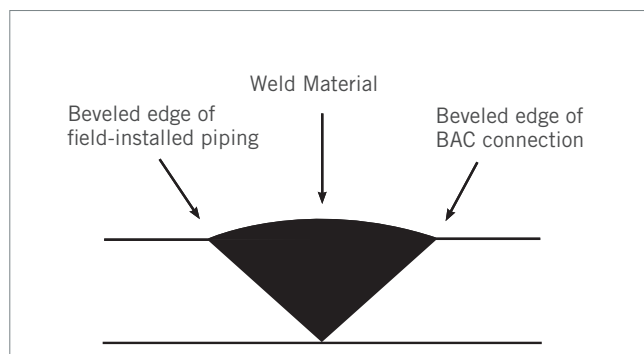 Weld Material
Beveled edge of
field-installed piping
Beveled edge of
BAC connection